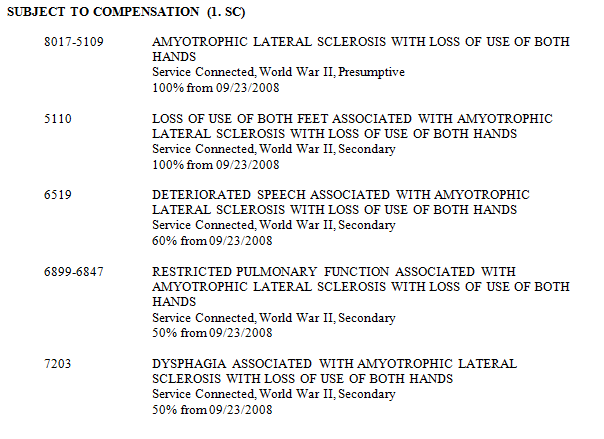 SUBJECT TO COMPENSATION (1. SC)
8017-5109 AMYOTROPHIC LATERAL SCLEROSIS WITH LOSS OF USE OF BOTH
HANDS
Service Connected, World War II, Presumptive
100% from 09/23/2008
5110 LOSS OF USE OF BOTH FEET ASSOCIATED WITH AMYOTROPHIC
LATERAL SCLEROSIS WITH LOSS OF USE OF BOTH HANDS
Service Connected, World War II, Secondary
100% from 09/23/2008
6519 DETERIORATED SPEECH ASSOCIATED WITH AMYOTROPHIC
LATERAL SCLEROSIS WITH LOSS OF USE OF BOTH HANDS
Service Connected, World War II, Secondary
60% from 09/23/2008
6899-6847 RESTRICTED PULMONARY FUNCTION ASSOCIATED WITH
AMYOTROPHIC LATERAL SCLEROSIS WITH LOSS OF USE OF BOTH
HANDS
Service Connected, World War II, Secondary
50% from 09/23/2008
7203 DYSPHAGIA ASSOCIATED WITH AMYOTROPHIC LATERAL
SCLEROSIS WITH LOSS OF USE OF BOTH HANDS
Service Connected, World War II, Secondary
50% from 09/23/2008